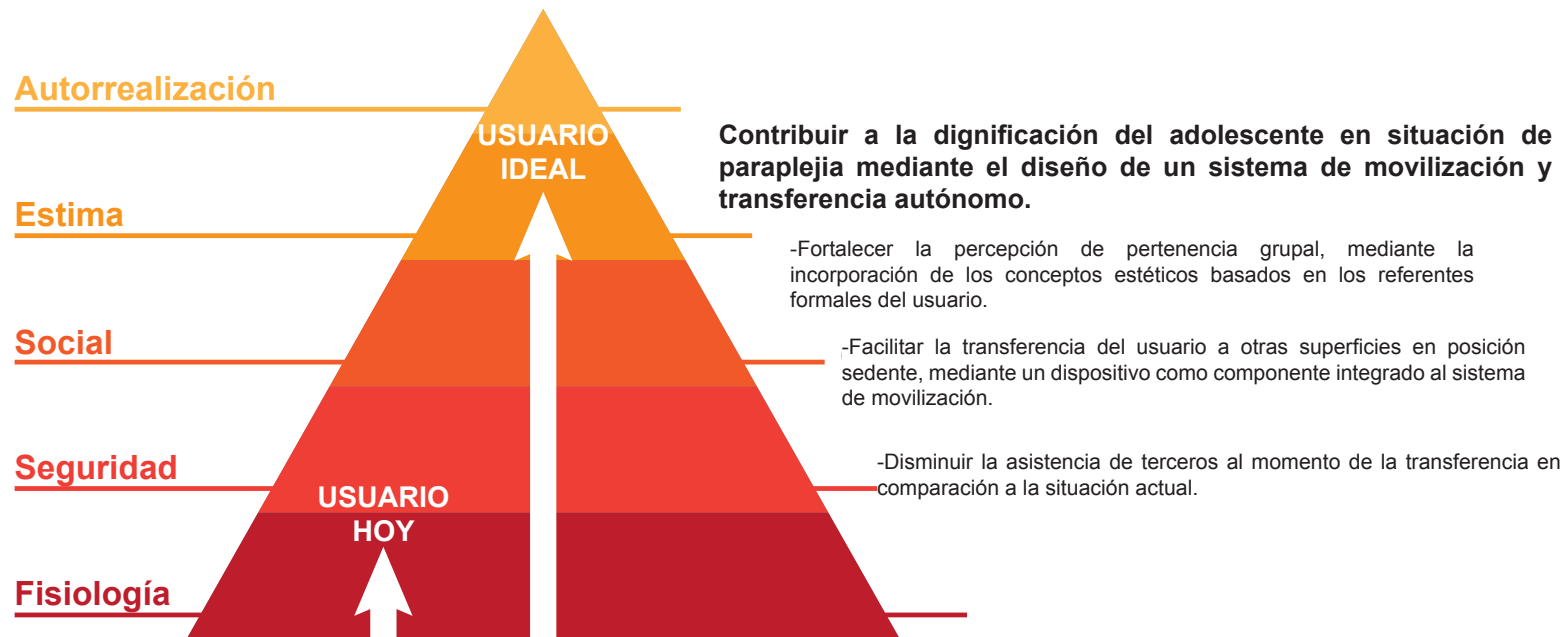 Autorrealización
USUARIO
IDEAL
Contribuir a la dignificación del adolescente en situación de
paraplejia mediante el diseño de un sistema de movilización y
transferencia autónomo.
Estima
-Fortalecer la percepción de pertenencia grupal, mediante la
incorporación de los conceptos estéticos basados en los referentes
formales del usuario.
Social
-Facilitar la transferencia del usuario a otras superficies en posición
sedente, mediante un dispositivo como componente integrado al sistema
de movilización.
Seguridad
-Disminuir la asistencia de terceros al momento de la transferencia en
comparación a la situación actual.
USUARIO
HOY
Fisiología